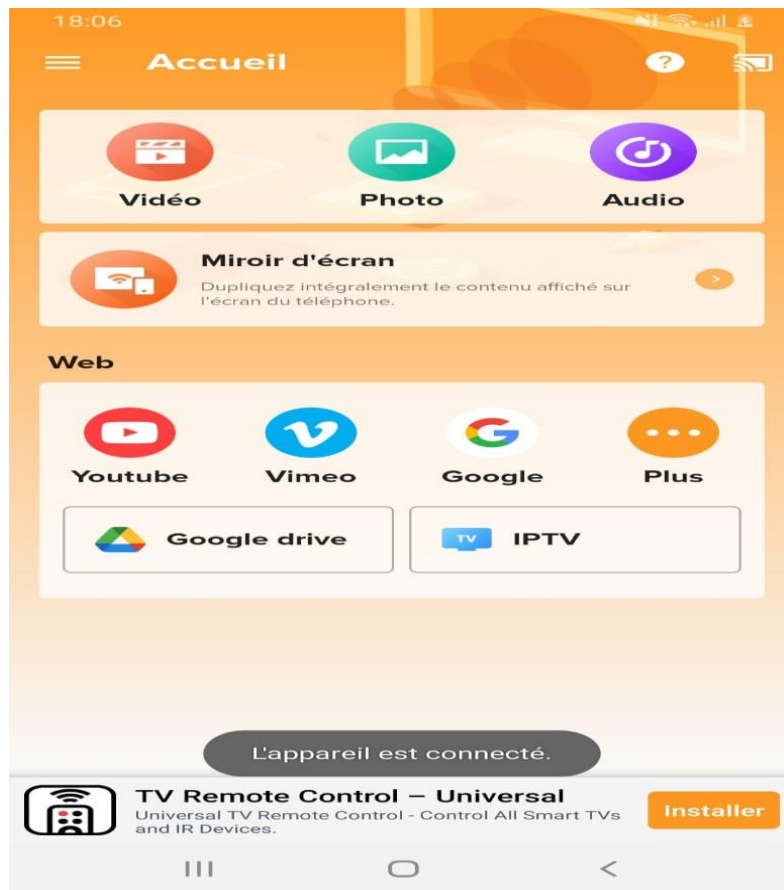 18:06
Accueil
?
Vidéo
Photo
Audio
Miroir d'écran
Dupliquez intégralement le contenu affiché sur
l'écran du téléphone.
Web
Youtube
Vimeo
Google
Plus
Google drive
TV
IPTV
L'appareil est connecté.
TV Remote Control – Universal
Universal TV Remote Control - Control All Smart TVs
and IR Devices.
Installer